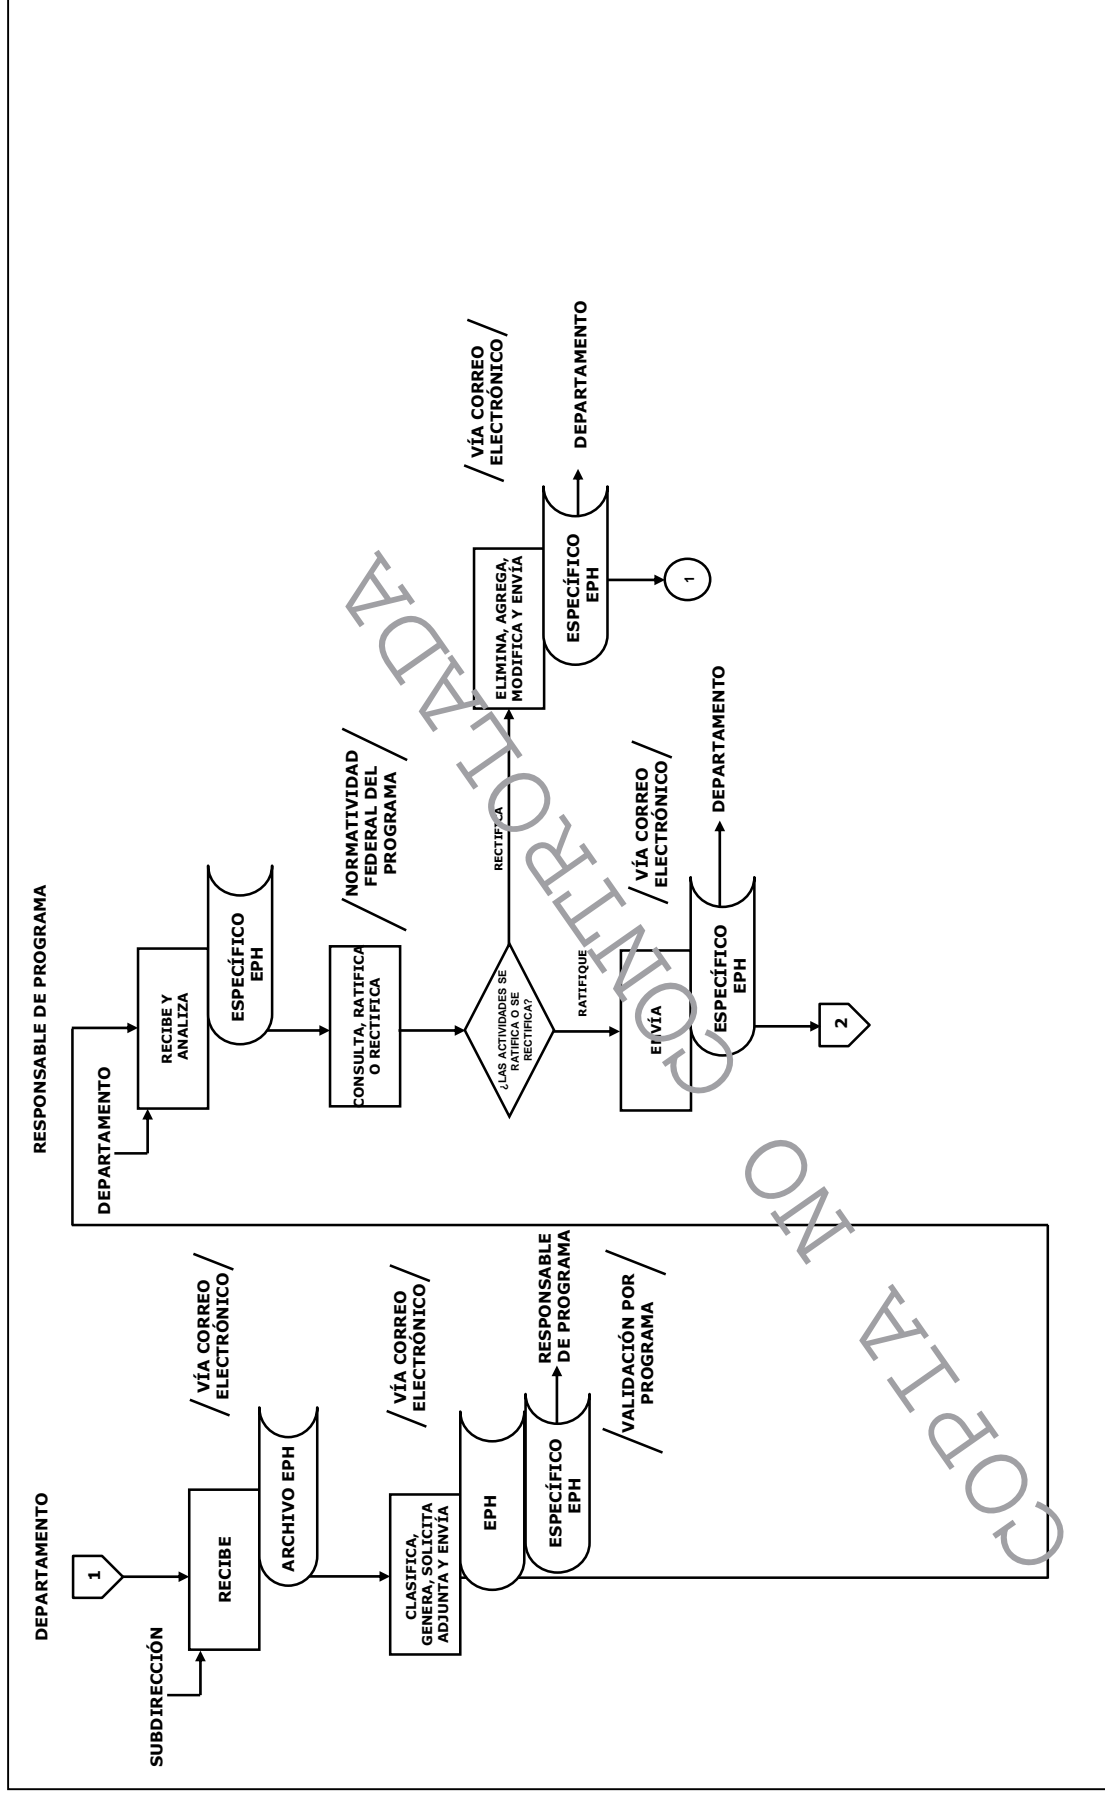 DEPARTAMENTO
1
SUBDIRECCIÓN
RECIBE
VÍA CORREO
ELECTRÓNICO
ARCHIVO EPH
CLASIFICA,
GENERA, SOLICITA
ADJUNTA Y ENVÍA
VÍA CORREO
ELECTRÓNICO
EPH
ESPECÍFICO
EPH
RESPONSABLE
DE PROGRAMA
VALIDACIÓN POR
PROGRAMA
RESPONSABLE DE PROGRAMA
DEPARTAMENTO
RECIBE Y
ANALIZA
ESPECÍFICO
EPH
CONSULTA, RATIFICA
O RECTIFICA
NORMATIVIDAD
FEDERAL DEL
PROGRAMA
¿LAS ACTIVIDADES SE
RATIFICA O SE
RECTIFICA?
RECTIFICA
RATIFIQUE
ELIMINA, AGREGA,
MODIFICA Y ENVÍA
VÍA CORREO
ELECTRÓNICO
ESPECÍFICO
EPH
DEPARTAMENTO
1
ENVÍA
VÍA CORREO
ELECTRÓNICO
ESPECÍFICO
EPH
DEPARTAMENTO
2
COPIA NO CONTROLADA